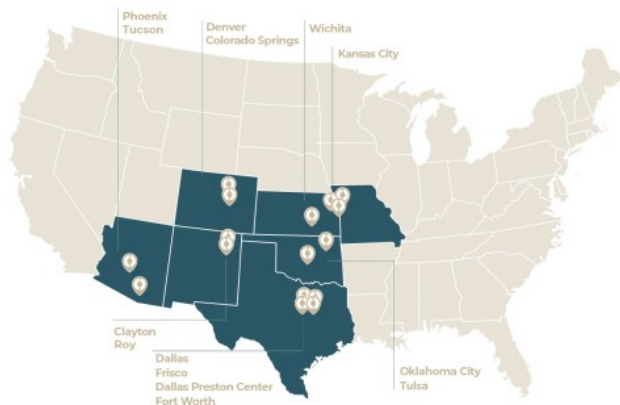 Phoenix
Tucson
Denver
Colorado Springs
Wichita
Kansas City
Clayton
Roy
Dallas
Frisco
Dallas Preston Center
Fort Worth
Oklahoma City
Tulsa